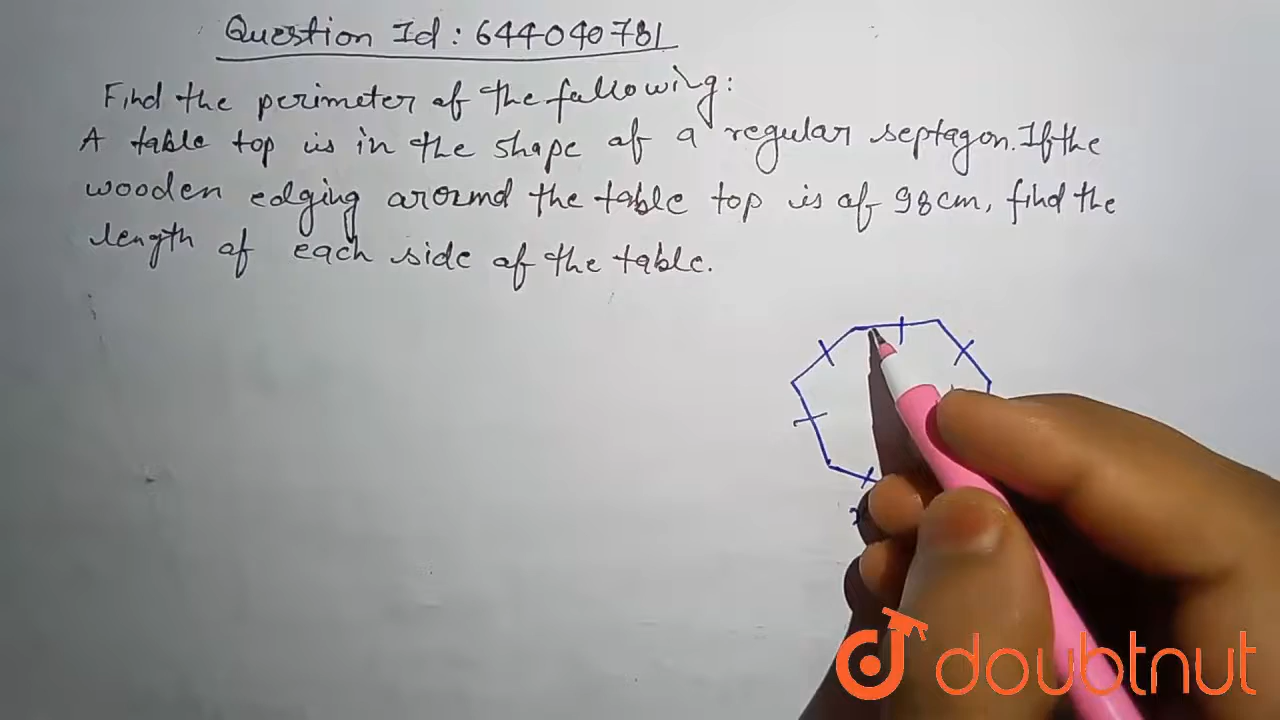 Question Id : 644040781
Find the perimeter of the following:
A table top is in the shape of a regular septagon. If the
wooden edging around the table top is of 98cm, find the
length of each side of the table.
doubtnut